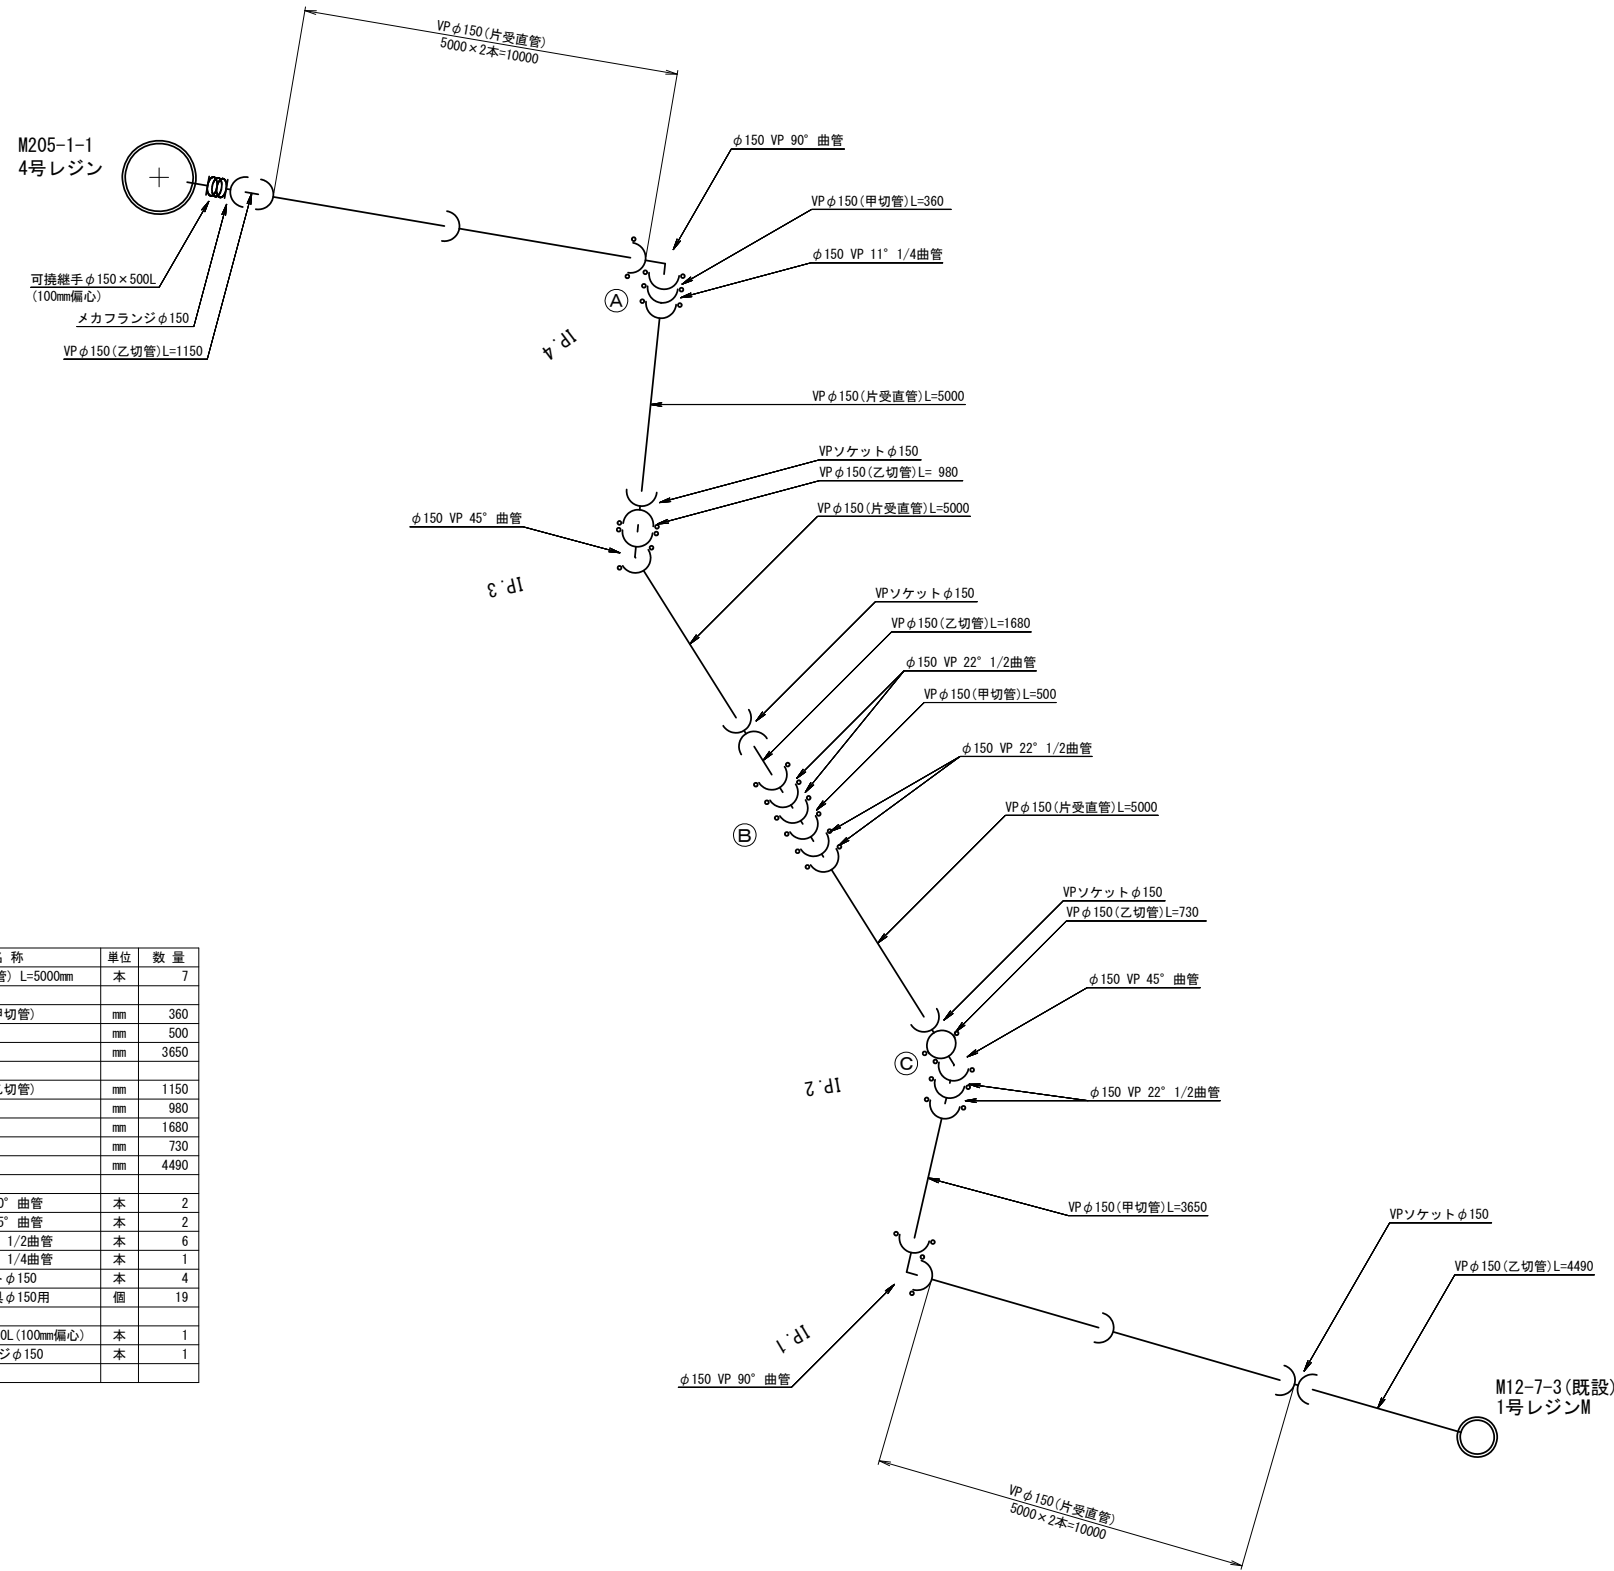 VPφ150(片受直管)
5000×2本=10000
M205-1-1
4号レジン
φ150 VP 90° 曲管
VPφ150(甲切管)L=360
φ150 VP 11° 1/4曲管
可撓継手φ150×500L
(100mm偏心)
メカフランジφ150
VPφ150(乙切管)L=1150
A
IP.4
VPφ150(片受直管)L=5000
VPソケットφ150
VPφ150(乙切管)L= 980
VPφ150(片受直管)L=5000
φ150 VP 45° 曲管
IP.3
VPソケットφ150
VPφ150(乙切管)L=1680
φ150 VP 22° 1/2曲管
VPφ150(甲切管)L=500
φ150 VP 22° 1/2曲管
B
VPφ150(片受直管)L=5000
VPソケットφ150
VPφ150(乙切管)L=730
φ150 VP 45° 曲管
C
IP.2
φ150 VP 22° 1/2曲管
VPφ150(甲切管)L=3650
VPソケットφ150
VPφ150(乙切管)L=4490
IP.1
φ150 VP 90° 曲管
M12-7-3(既設)
1号レジンM
VPφ150(片受直管)
5000×2本=10000
称 単位 数 量
管) L=5000mm 本 7
切管) mm 360
mm 500
mm 3650
切管) mm 1150
mm 980
mm 1680
mm 730
mm 4490
0° 曲管 本 2
5° 曲管 本 2
1/2曲管 本 6
1/4曲管 本 1
φ150 本 4
φ150用 個 19
0L(100mm偏心) 本 1
ジφ150 本 1